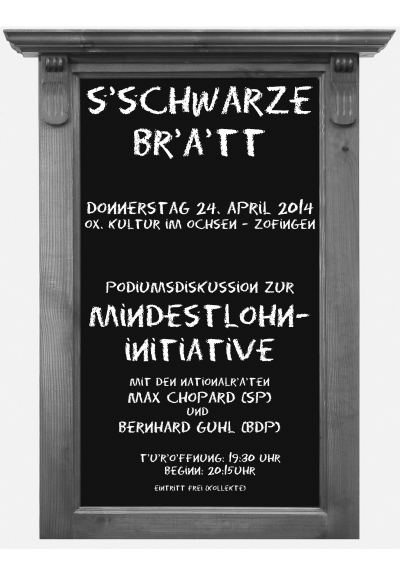 S'SCHWARZE
BR'A'TT
DONNERSTAG 24. APRIL 2014
OX. KULTUR IM OCHSEN - ZOFINGEN
PODIUMSDISKUSSION ZUR
MINDESTLOHN-
INITIATIVE
MIT DEN NATIONALR'A'TEN
MAX CHOPARD (SP)
UND
BERNHARD GUHL (BDP)
T'U'R'O'FFNUNG: 19:30 UHR
BEGINN: 20:15UHR
EINTRITT FREI (KOLLEKTE)